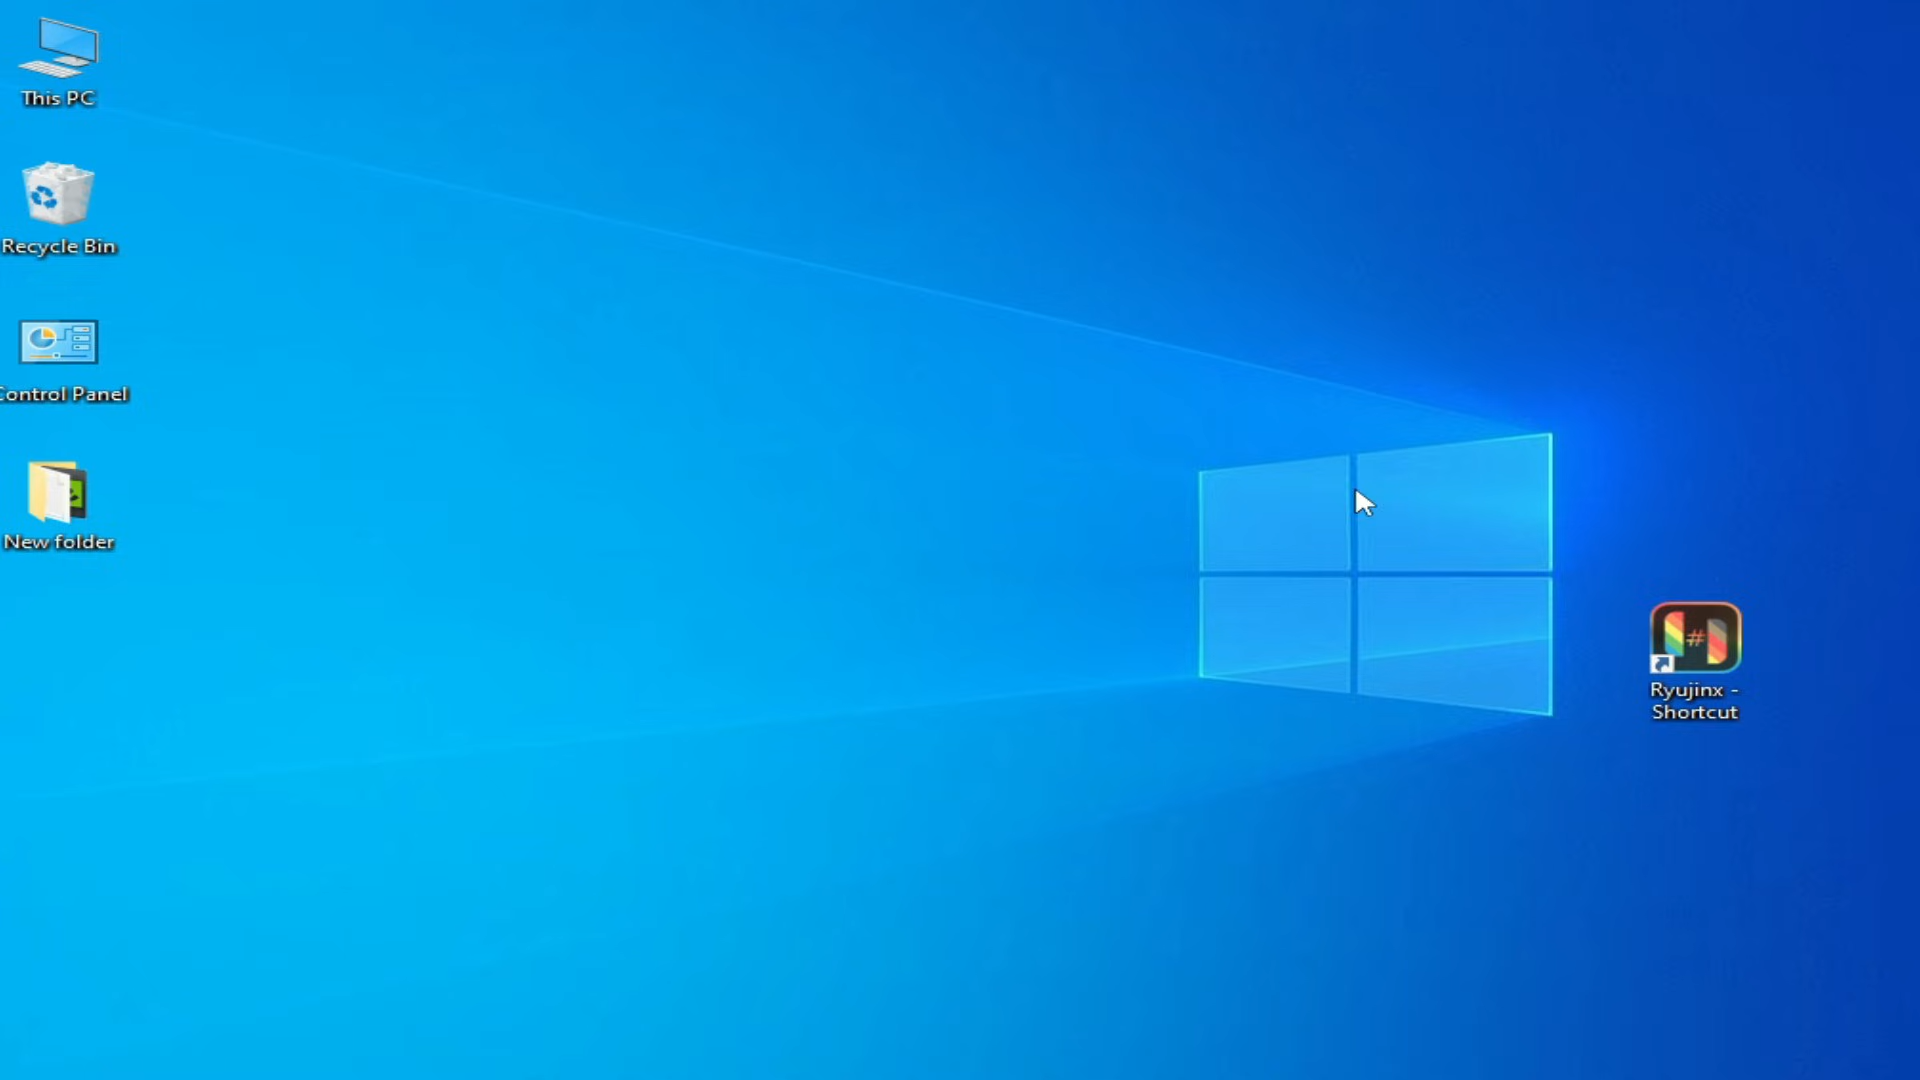 This PC
Recycle Bin
Control Panel
New folder
Ryujinx -
Shortcut